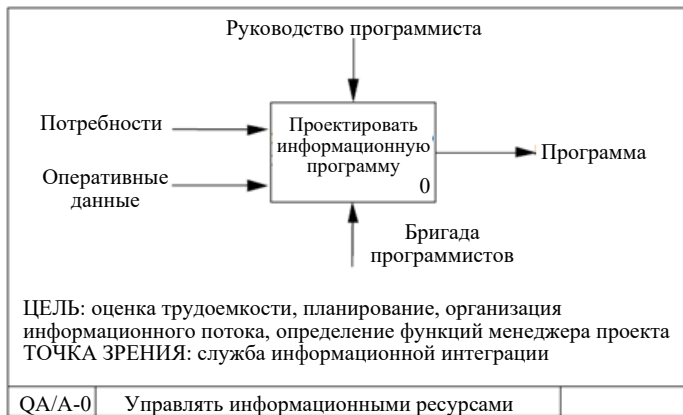 Руководство программиста
Потребности
Оперативные
данные
Проектировать
информационную
программу
0
Программа
Бригада
программистов
ЦЕЛЬ: оценка трудоемкости, планирование, организация
информационного потока, определение функций менеджера проекта
ТОЧКА ЗРЕНИЯ: служба информационной интеграции
QA/A-0 Управлять информационными ресурсами